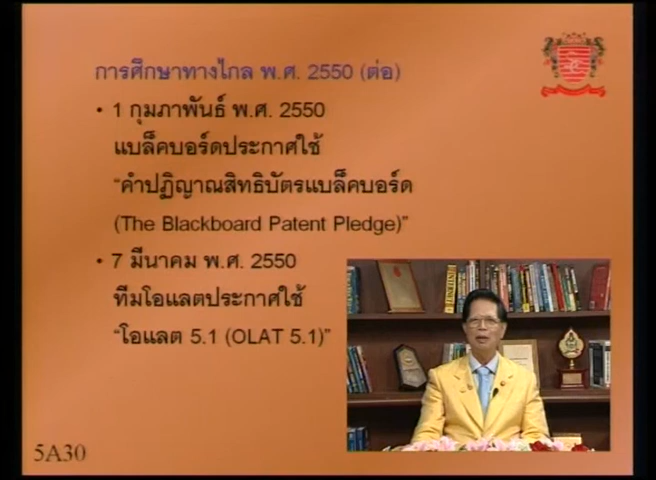 การศึกษาทางไกล พ.ศ. 2550 (ต่อ)
• 1 กุมภาพันธ์ พ.ศ. 2550
แบล็คบอร์ดประกาศใช้
“คำปฏิญาณสิทธิบัตรแบล็คบอร์ด
(The Blackboard Patent Pledge)”
• 7 มีนาคม พ.ศ. 2550
ทีมโอแลตประกาศใช้
“โอแลต 5.1 (OLAT 5.1)”
5A30